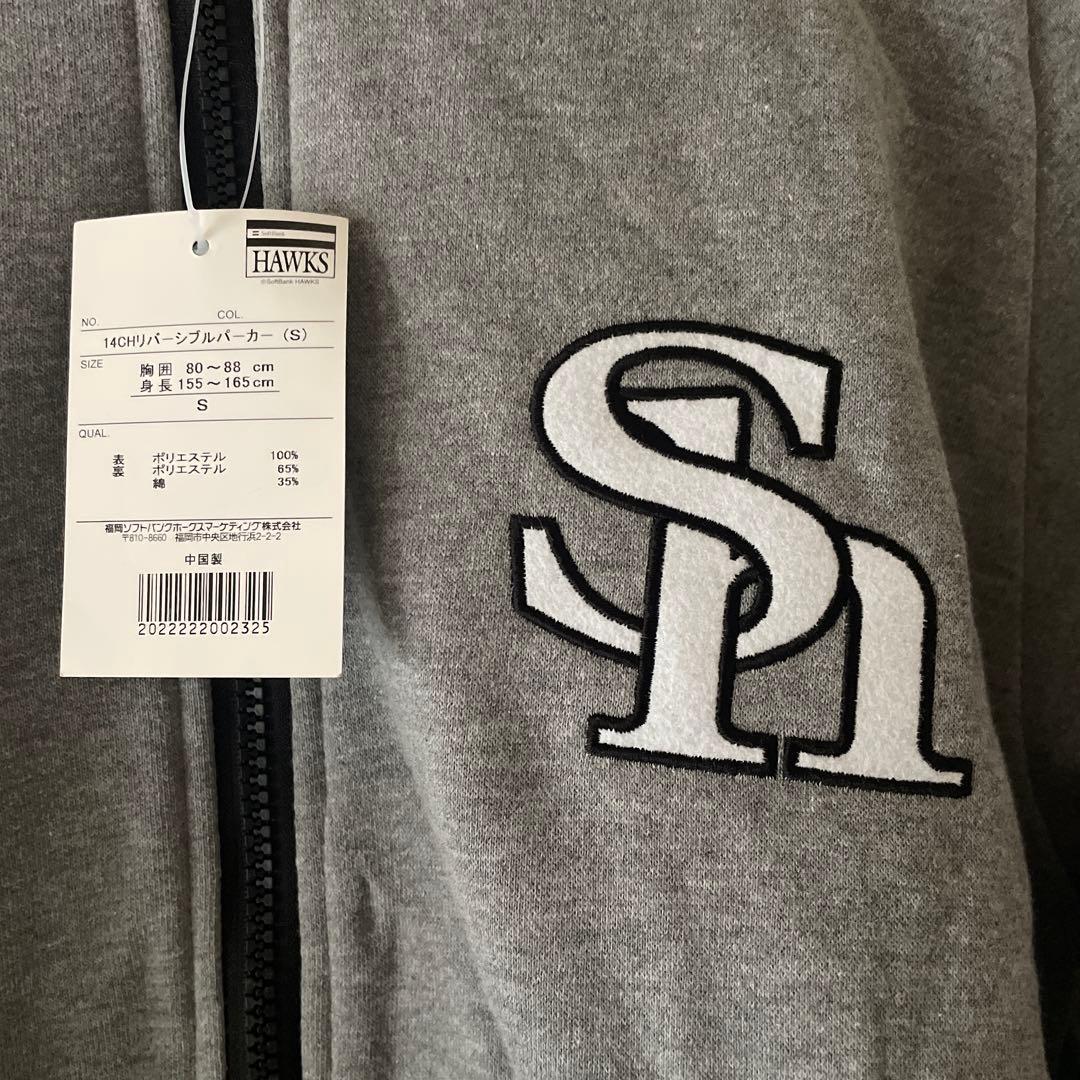 SoftBank
HAWKS
©SoftBank HAWKS
COL.
NO.
14CHリバーシブルパーカー（S）
SIZE
胸囲 80～88 cm
身長 155～165cm
S
QUAL.
表 ポリエステル 100%
裏 ポリエステル 65%
綿 35%
福岡ソフトバンクホークスマーケティング株式会社
〒810-8660 福岡市中央区地行浜2-2-2
中国製
2022222002325
Sh